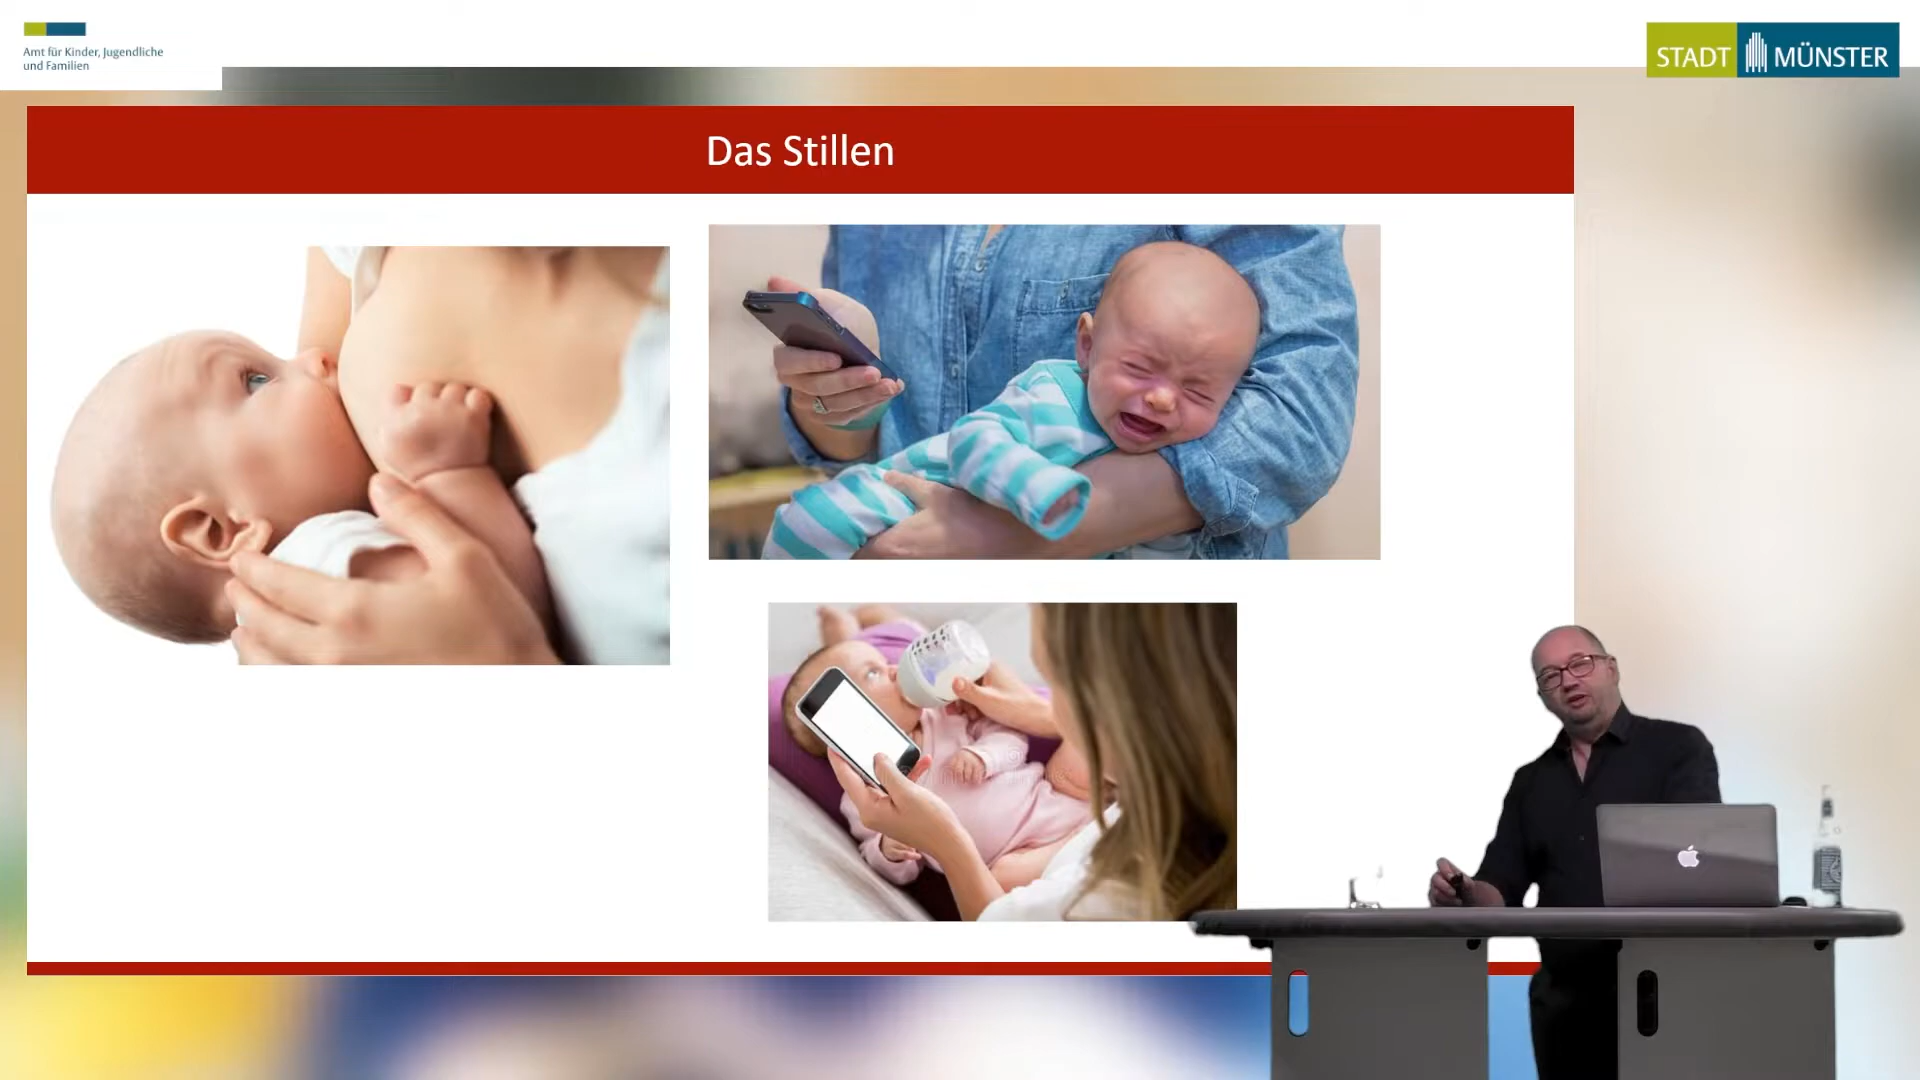 Amt für Kinder, Jugendliche
und Familien
STADT MÜNSTER
Das Stillen